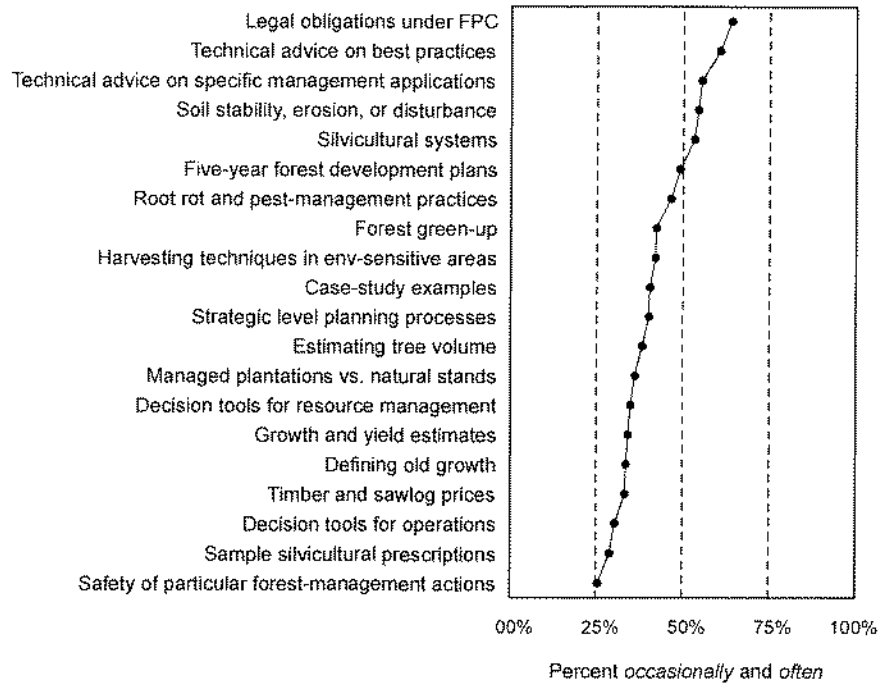 Legal obligations under FPC
Technical advice on best practices
Technical advice on specific management applications
Soil stability, erosion, or disturbance
Silvicultural systems
Five-year forest development plans
Root rot and pest-management practices
Forest green-up
Harvesting techniques in env-sensitive areas
Case-study examples
Strategic level planning processes
Estimating tree volume
Managed plantations vs. natural stands
Decision tools for resource management
Growth and yield estimates
Defining old growth
Timber and sawlog prices
Decision tools for operations
Sample silvicultural prescriptions
Safety of particular forest-management actions
00% 25% 50% 75% 100%
Percent occasionally and often